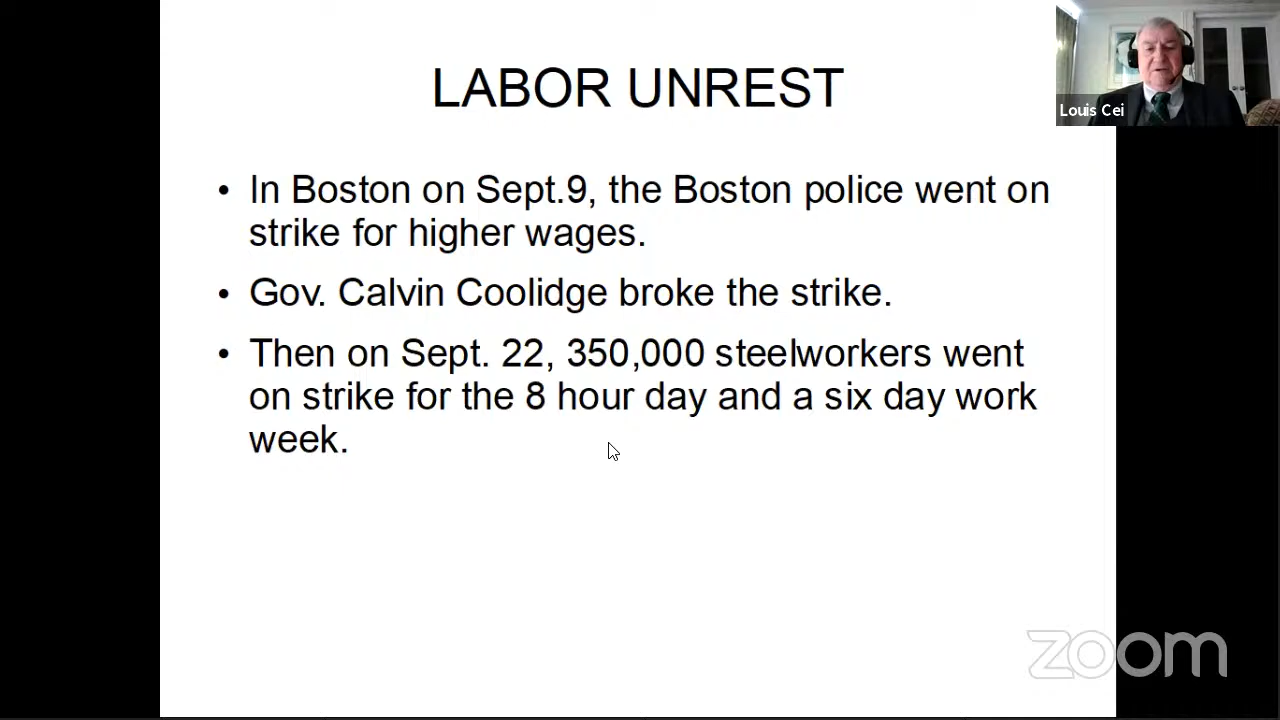 LABOR UNREST
Louis Cei
• In Boston on Sept.9, the Boston police went on
strike for higher wages.
• Gov. Calvin Coolidge broke the strike.
• Then on Sept. 22, 350,000 steelworkers went
on strike for the 8 hour day and a six day work
week.
zoom